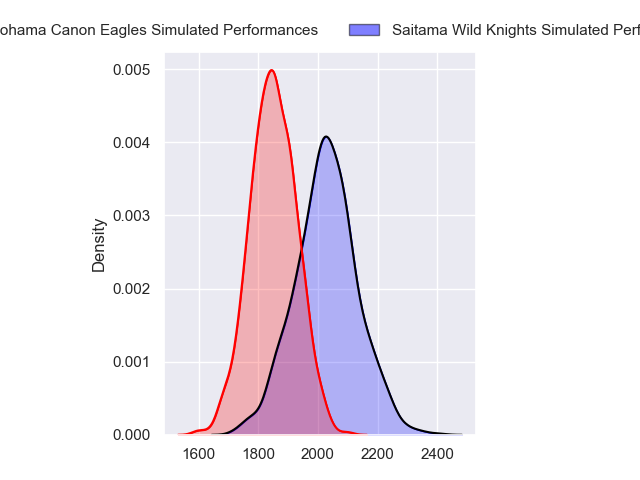 ohama Canon Eagles Simulated Performances
Saitama Wild Knights Simulated Perf
0.005
0.004
0.003
0.002
0.001
0.000
Density
1600 1800 2000 2200 2400